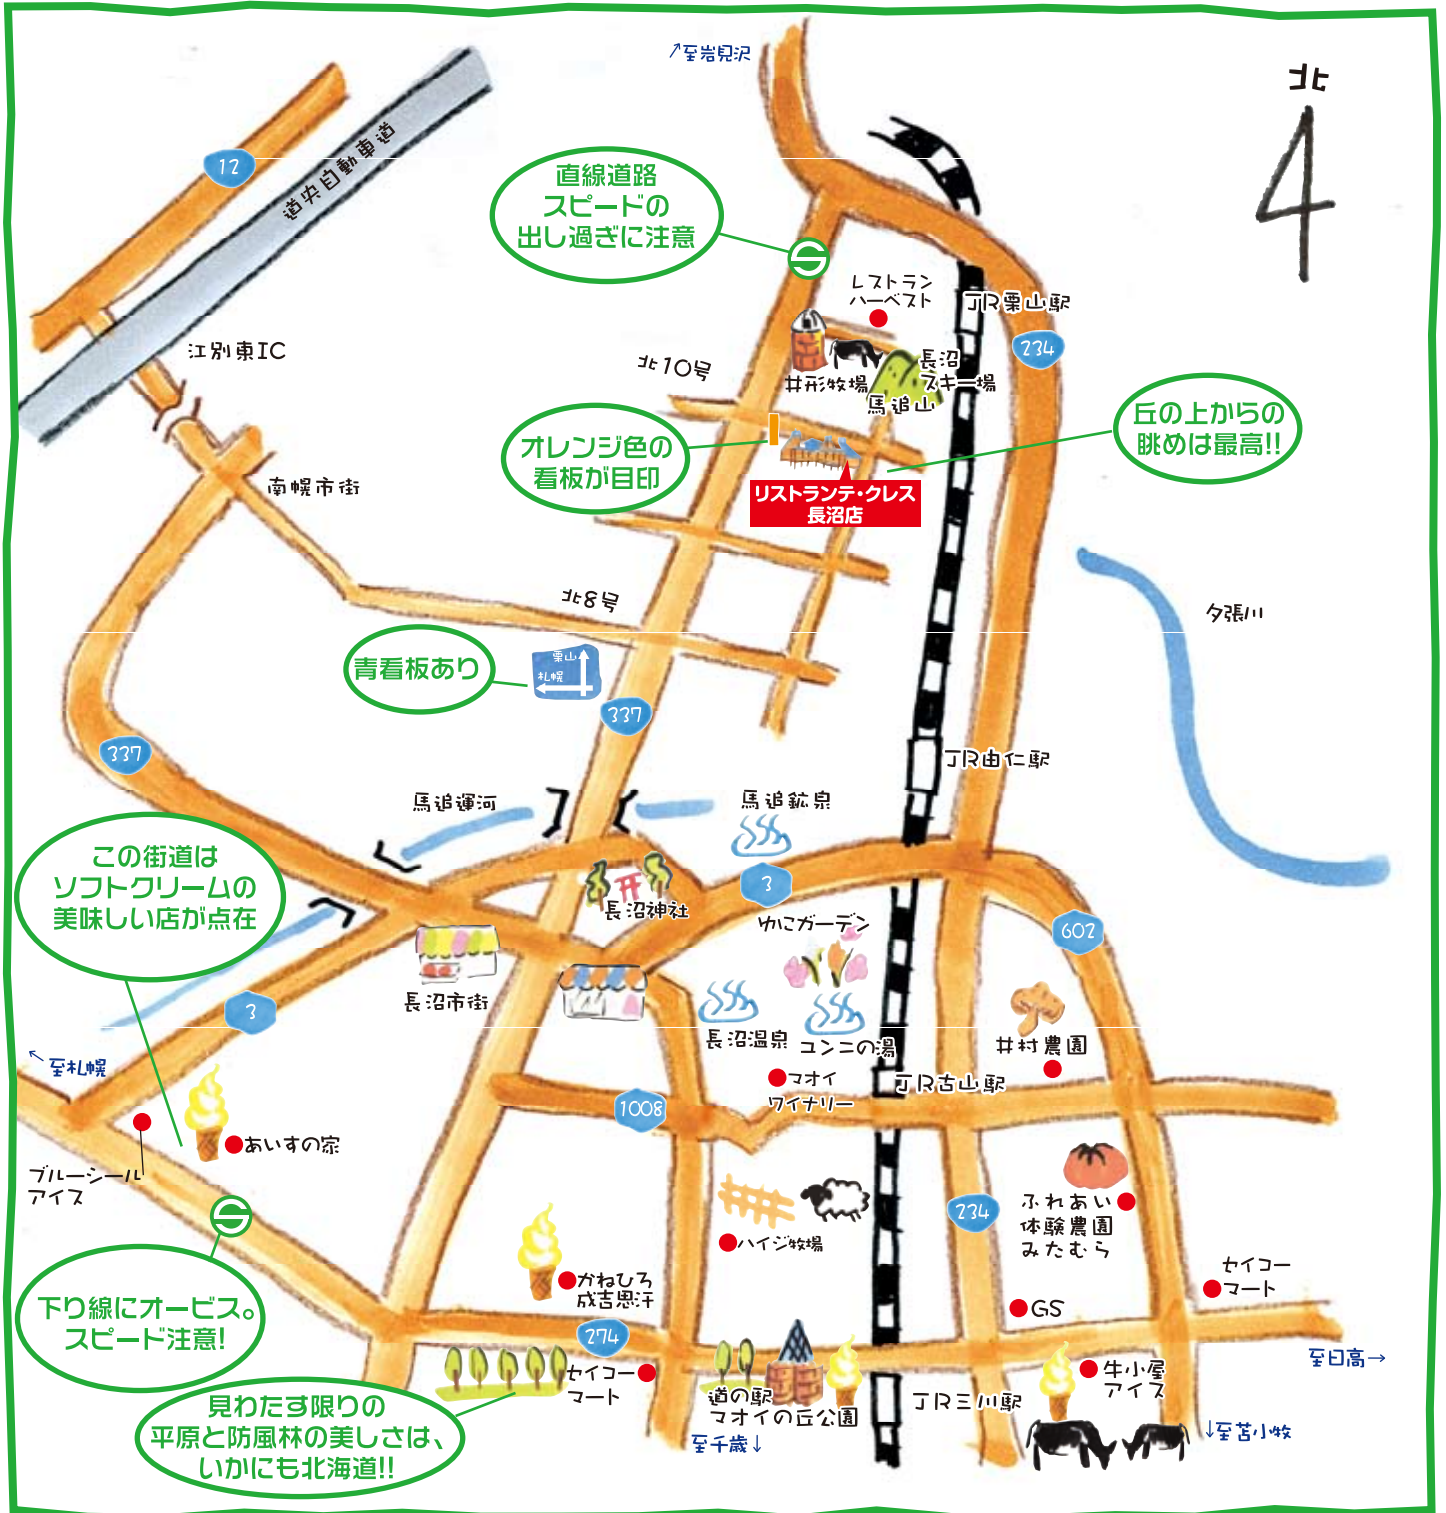 ↗至岩見沢
北
12
道央自動車道
直線道路
スピードの
出し過ぎに注意
レストラン
ハーベスト
JR栗山駅
234
江別東IC
北10号
井形牧場
長沼
スキー場
馬追山
丘の上からの
眺めは最高!!
オレンジ色の
看板が目印
リストランテ・クレス
長沼店
南幌市街
北8号
夕張川
青看板あり
栗山
札幌
337
337
JR由仁駅
馬追運河
馬追鉱泉
この街道は
ソフトクリームの
美味しい店が点在
3
長沼神社
ゆにガーデン
602
長沼市街
3
長沼温泉
ユンニの湯
井村農園
←至札幌
マオイ
ワイナリー
JR古山駅
1008
あいすの家
ブルーシール
アイス
ふれあい
体験農園
みたむら
234
ハイジ牧場
かねひろ
成吉思汗
セイコー
マート
GS
下り線にオービス。
スピード注意!
274
至日高→
セイコー
マート
道の駅
マオイの丘公園
JR三川駅
牛小屋
アイス
見わたす限りの
平原と防風林の美しさは、
いかにも北海道!!
至千歳↓
↓至苫小牧